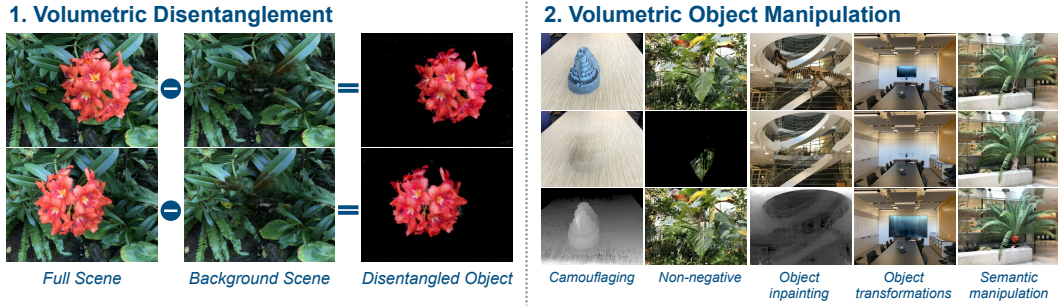 1. Volumetric Disentanglement
Full Scene
Background Scene
Disentangled Object
2. Volumetric Object Manipulation
Camouflaging
Non-negative
Object
inpainting
Object
transformations
Semantic
manipulation